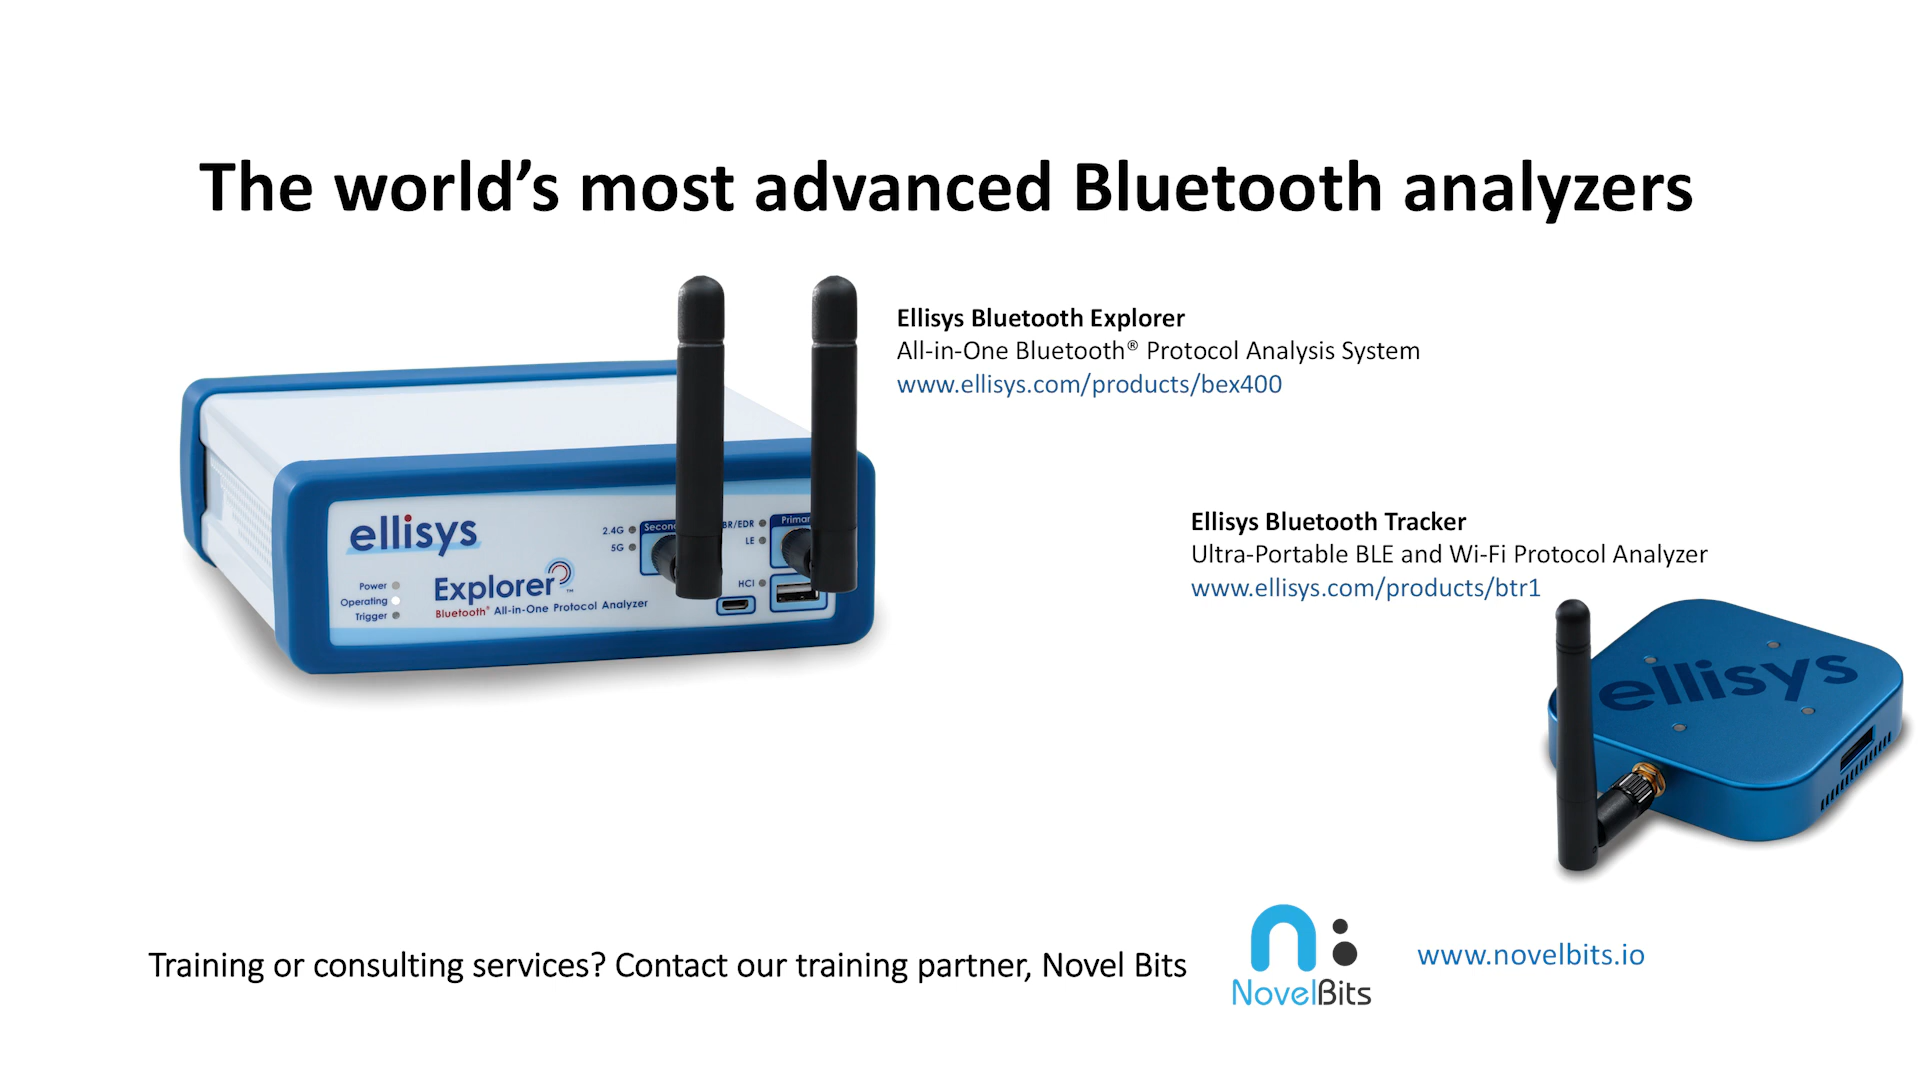 The world’s most advanced Bluetooth analyzers
Ellisys Bluetooth Explorer
All-in-One Bluetooth® Protocol Analysis System
www.ellisys.com/products/bex400
ellisys
Power
Operating
Trigger
Explorer™
Bluetooth® All-in-One Protocol Analyzer
2.4G
5G
BR/EDR
LE
HCI
Ellisys Bluetooth Tracker
Ultra-Portable BLE and Wi-Fi Protocol Analyzer
www.ellisys.com/products/btr1
ellisys
Training or consulting services? Contact our training partner, Novel Bits
NovelBits
www.novelbits.io